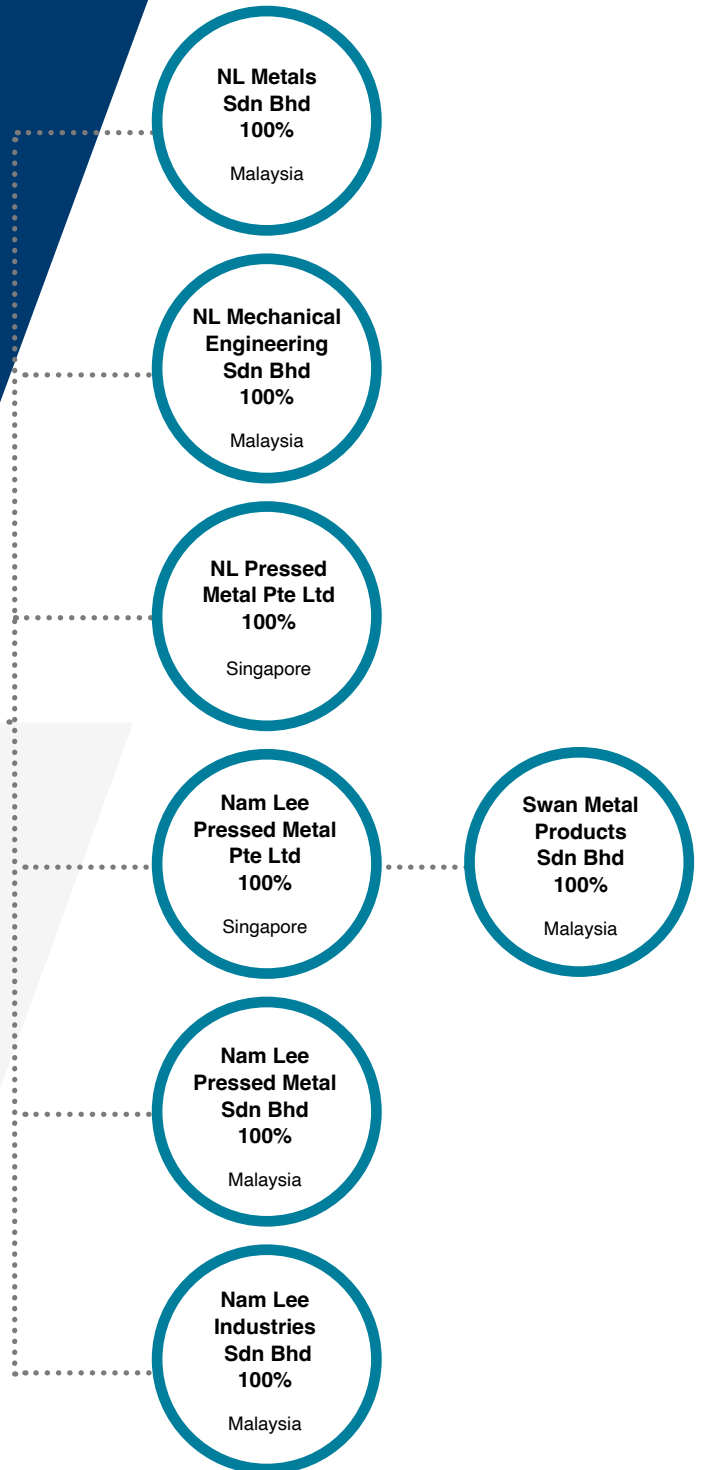 NL Metals
Sdn Bhd
100%
Malaysia
NL Mechanical
Engineering
Sdn Bhd
100%
Malaysia
NL Pressed
Metal Pte Ltd
100%
Singapore
Nam Lee
Pressed Metal
Pte Ltd
100%
Singapore
Swan Metal
Products
Sdn Bhd
100%
Malaysia
Nam Lee
Pressed Metal
Sdn Bhd
100%
Malaysia
Nam Lee
Industries
Sdn Bhd
100%
Malaysia